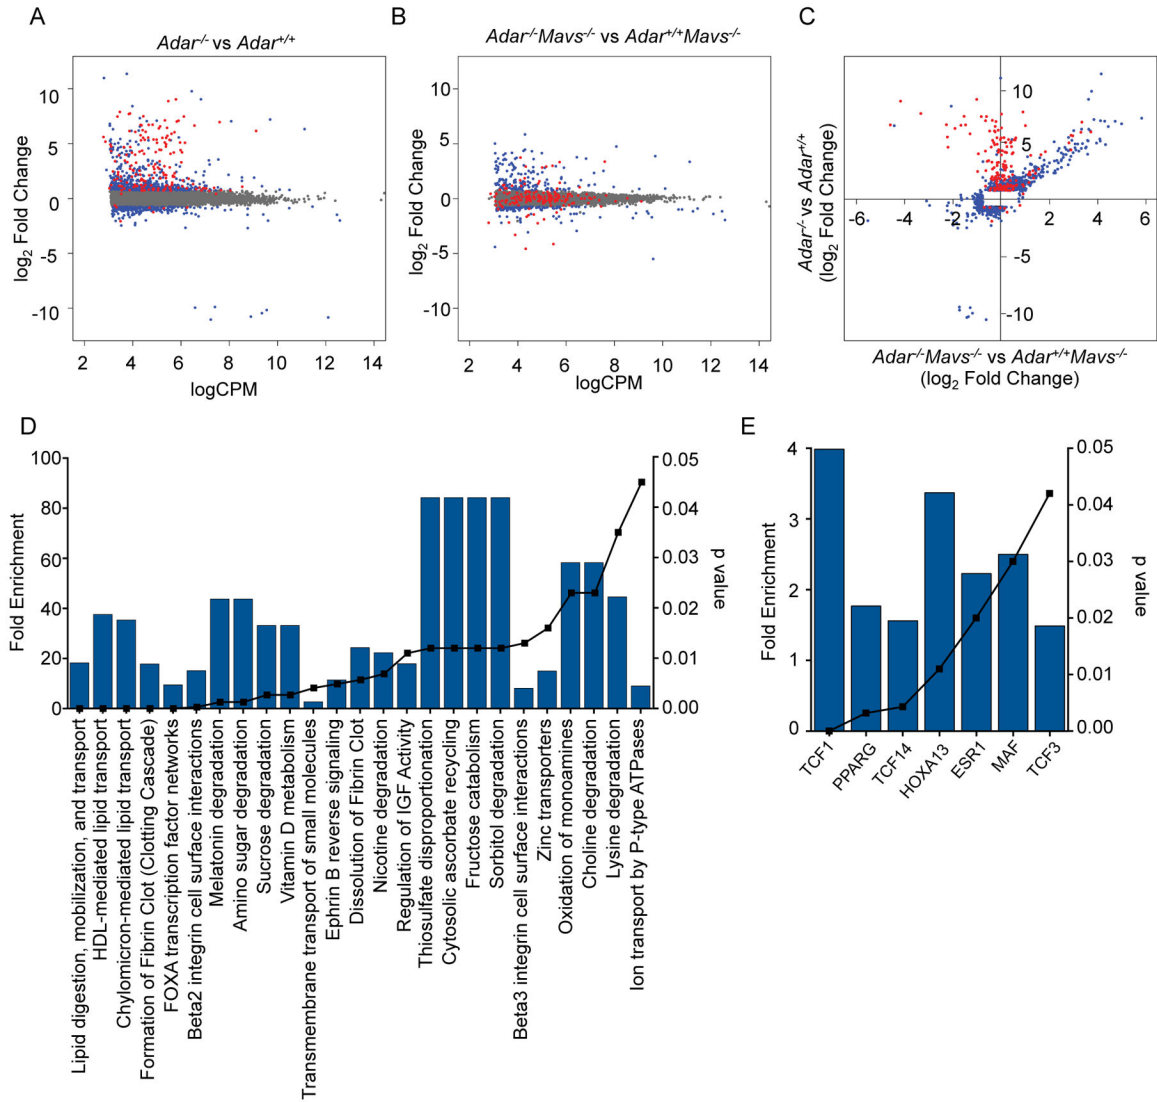 A
Adar-/- vs Adar+/+
log2 Fold Change
10
5
0
-5
-10
2
4
6
8
10
12
14
logCPM
B
Adar-/-Mavs-/- vs Adar+/+Mavs-/-
log2 Fold Change
10
5
0
-5
-10
2
4
6
8
10
12
14
logCPM
C
Adar-/- vs Adar+/+
(log2 Fold Change)
10
5
-5
-10
-6
-4
-2
2
4
6
Adar-/-Mavs-/- vs Adar+/+Mavs-/-
(log2 Fold Change)
D
Fold Enrichment
100
80
60
40
20
0
0.05
0.04
0.03
0.02
0.01
0.00
p value
Lipid digestion, mobilization, and transport
HDL-mediated lipid transport
Chylomicron-mediated lipid transport
Formation of Fibrin Clot (Clotting Cascade)
FOXA transcription factor networks
Beta2 integrin cell surface interactions
Melatonin degradation
Amino sugar degradation
Sucrose degradation
Vitamin D metabolism
Transmembrane transport of small molecules
Ephrin B reverse signaling
Dissolution of Fibrin Clot
Nicotine degradation
Regulation of IGF Activity
Thiosulfate disproportionation
Cytosolic ascorbate recycling
Fructose catabolism
Sorbitol degradation
Beta3 integrin cell surface interactions
Zinc transporters
Oxidation of monoamines
Choline degradation
Lysine degradation
Ion transport by P-type ATPases
E
Fold Enrichment
4
3
2
1
0
0.05
0.04
0.03
0.02
0.01
0.00
p value
TCF1
PPARG
TCF14
HOXA13
ESR1
MAF
TCF3